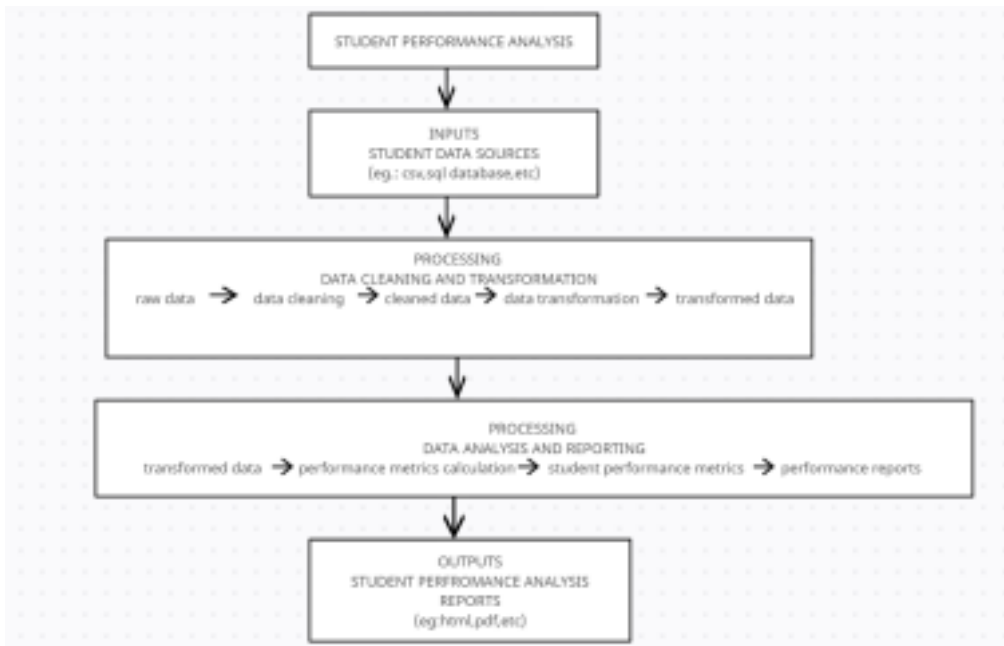 STUDENT PERFORMANCE ANALYSIS
INPUTS
STUDENT DATA SOURCES
(eg.: csv,sql database,etc)
PROCESSING
DATA CLEANING AND TRANSFORMATION
raw data → data cleaning → cleaned data → data transformation → transformed data
PROCESSING
DATA ANALYSIS AND REPORTING
transformed data → performance metrics calculation → student performance metrics → performance reports
OUTPUTS
STUDENT PERFROMANCE ANALYSIS
REPORTS
(eg:html,pdf,etc)